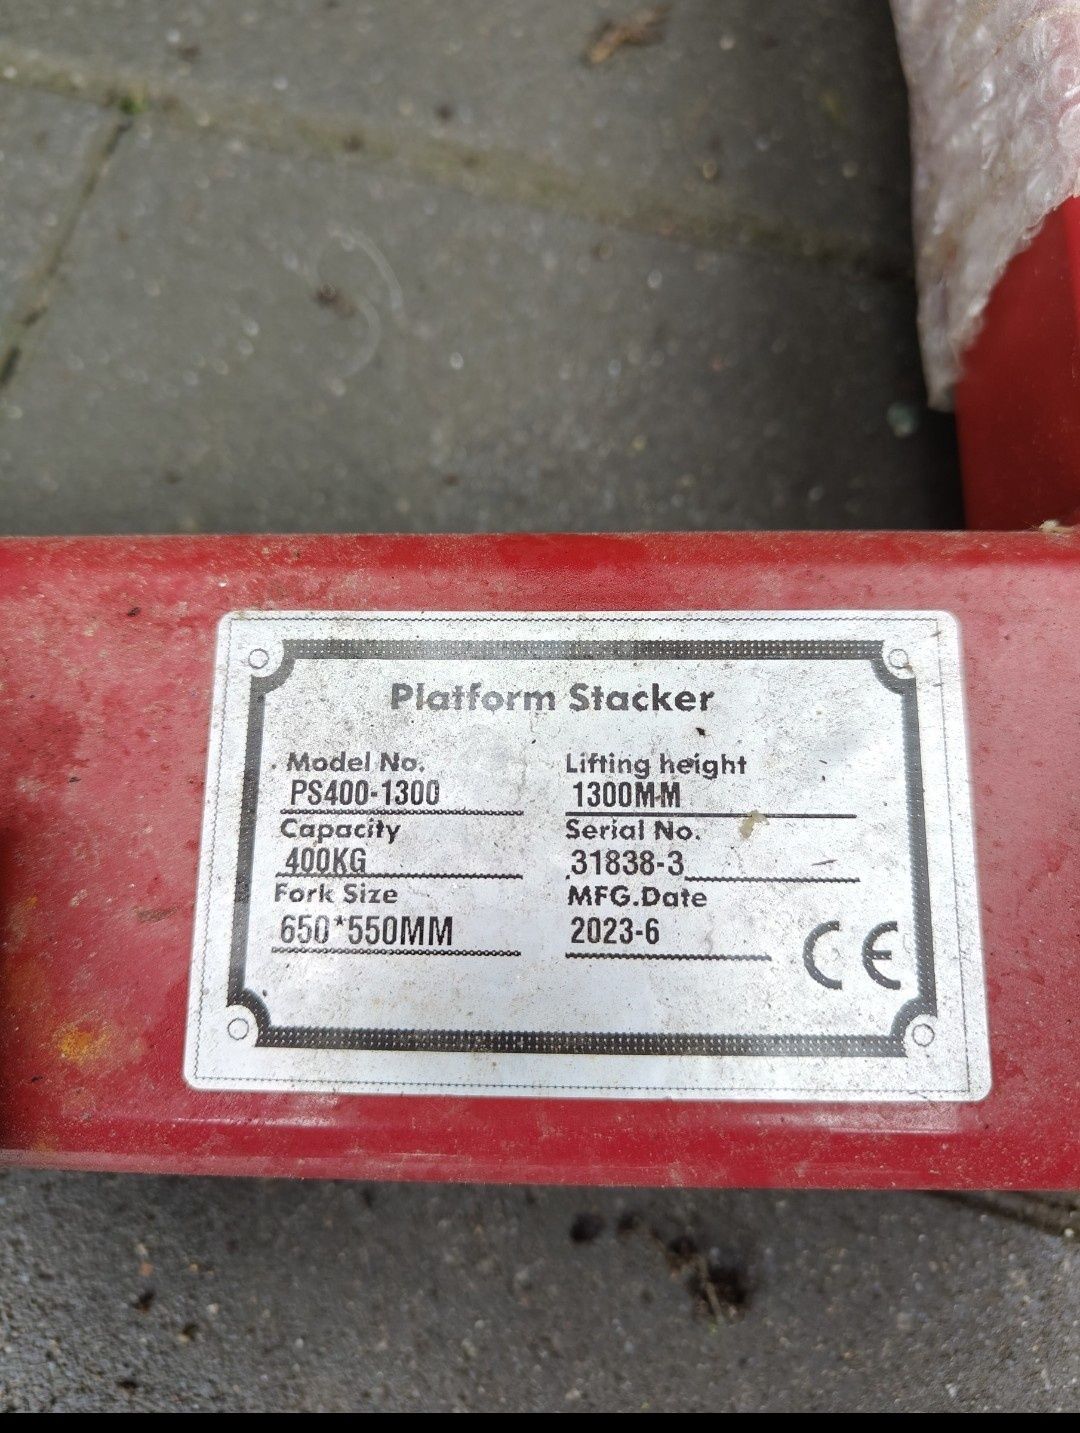 Platform Stacker
Model No.
PS400-1300
Lifting height
1300MM
Capacity
400KG
Serial No.
31838-3
Fork Size
650*550MM
MFG.Date
2023-6
CE